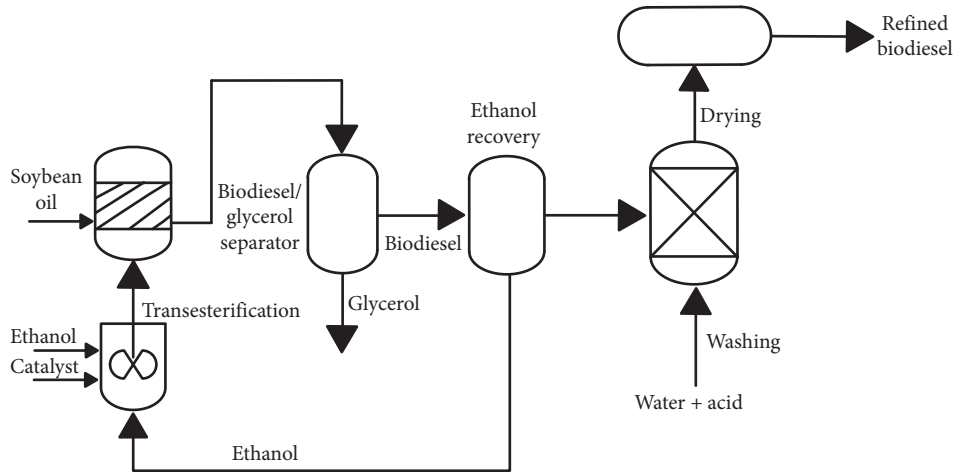 Refined
biodiesel
Drying
Ethanol
recovery
Soybean
oil
Biodiesel/
glycerol
separator
Biodiesel
Transesterification
Glycerol
Ethanol
Catalyst
Washing
Water + acid
Ethanol